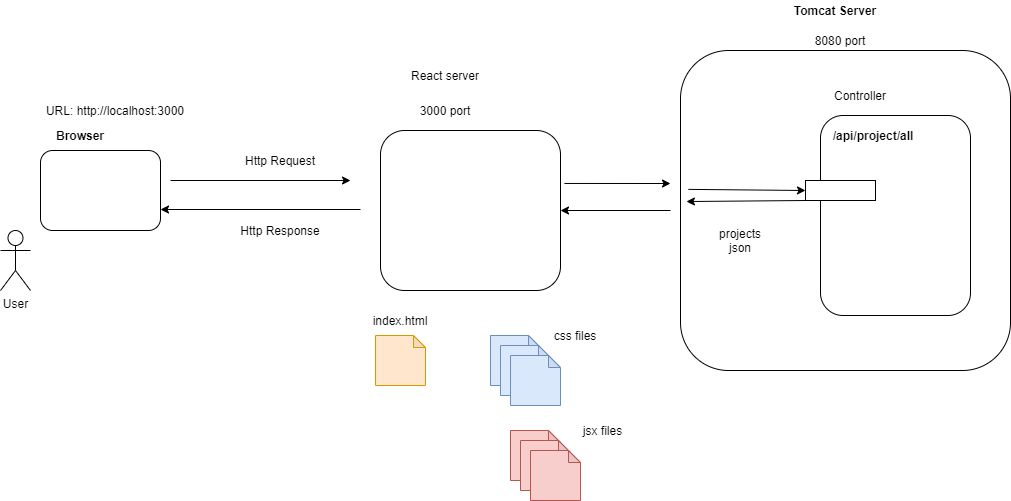 Tomcat Server
8080 port
React server
3000 port
URL: http://localhost:3000
Browser
Controller
/api/project/all
Http Request
Http Response
projects
json
User
index.html
css files
jsx files